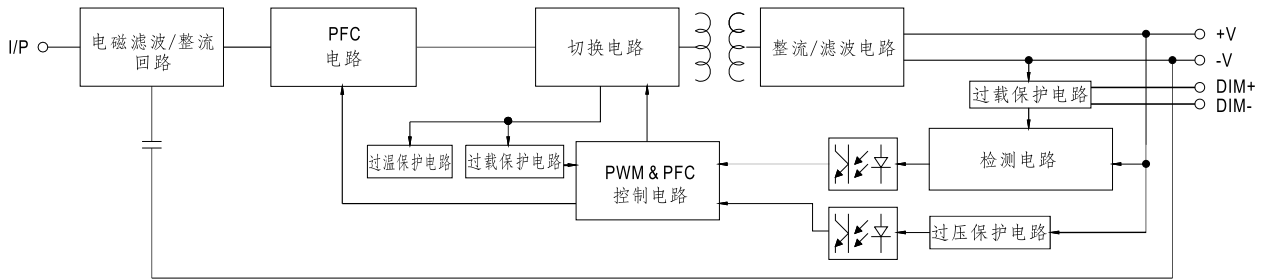 I/P
电磁滤波/整流
回路
PFC
电路
切换电路
整流/滤波电路
+V
-V
DIM+
DIM-
过载保护电路
过温保护电路
过载保护电路
PWM & PFC
控制电路
检测电路
过压保护电路